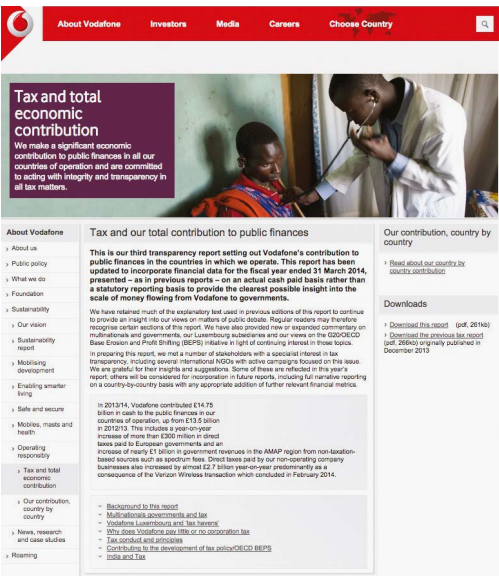 About Vodafone
Investors
Media
Careers
Choose Country
Tax and total
economic
contribution
We make a significant economic
contribution to public finances in all our
countries of operation and are committed
to acting with integrity and transparency in
all tax matters.
About Vodafone
About us
Public policy
What we do
Foundation
Sustainability
Our vision
Sustainability
report
Mobilising
development
Enabling smarter
living
Safe and secure
Mobiles, masts and
health
Operating
responsibly
Tax and total
economic
contribution
Our contribution,
country by
country
News, research
and case studies
Roaming
Tax and our total contribution to public finances
This is our third transparency report setting out Vodafone's contribution to
public finances in the countries in which we operate. This report has been
updated to incorporate financial data for the fiscal year ended 31 March 2014,
presented – as in previous reports – on an actual cash paid basis rather than
a statutory reporting basis to provide the clearest possible insight into the
scale of money flowing from Vodafone to governments.
We have retained much of the explanatory text used in previous editions of this report to continue
to provide an insight into our views on matters of public debate. Regular readers may therefore
recognise certain sections of this report. We have also provided new or expanded commentary on
multinationals and governments, our Luxembourg subsidiaries and our views on the G20/OECD
Base Erosion and Profit Shifting (BEPS) initiative in light of continuing interest in those topics.
In preparing this report, we met a number of stakeholders with a specialist interest in tax
transparency, including several international NGOs with active campaigns focused on this issue.
We are grateful for their insights and suggestions. Some of these are reflected in this year's
report; others will be considered for incorporation in future reports, including full narrative reporting
on a country-by-country basis with any appropriate addition of further relevant financial metrics.
In 2013/14, Vodafone contributed £14.75
billion in cash to the public finances in our
countries of operation, up from £13.5 billion
in 2012/13. This includes a year-on-year
increase of more than £300 million in direct
taxes paid to European governments and an
increase of nearly £1 billion in government revenues in the AMAP region from non-taxation-
based sources such as spectrum fees. Direct taxes paid by our non-operating company
businesses also increased by almost £2.7 billion year-on-year predominantly as a
consequence of the Verizon Wireless transaction which concluded in February 2014.
Background to this report
Multinationals governments and tax
Vodafone Luxembourg and 'tax havens'
Why does Vodafone pay little or no corporation tax
Tax conduct and principles
Contributing to the development of tax policy/OECD BEPS
India and Tax
Our contribution, country by
country
Read about our country by
country contribution
Downloads
Download this report (pdf, 261kb)
Download the previous tax report
(pdf, 266kb) originally published in
December 2013